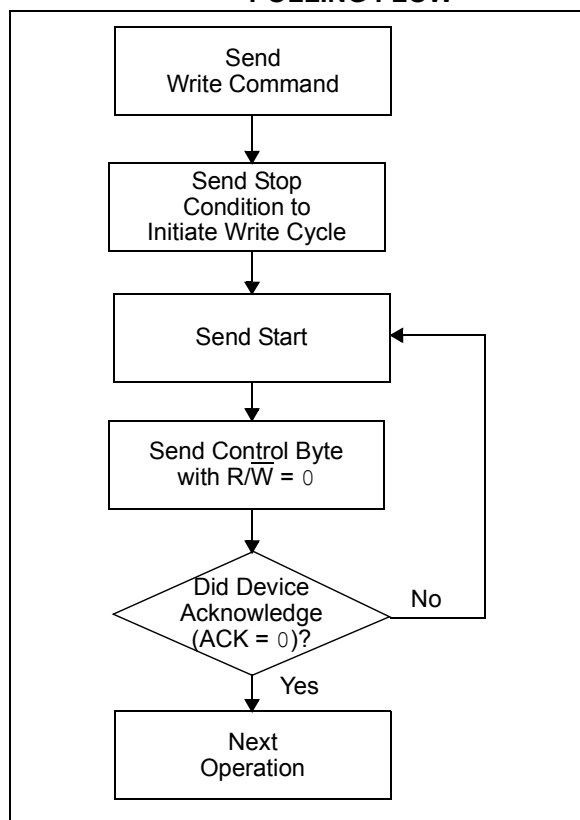 POLLING FLOW
Send
Write Command
Send Stop
Condition to
Initiate Write Cycle
Send Start
Send Control Byte
with R/W̅ = 0
Did Device
Acknowledge
(ACK = 0)?
No
Yes
Next
Operation